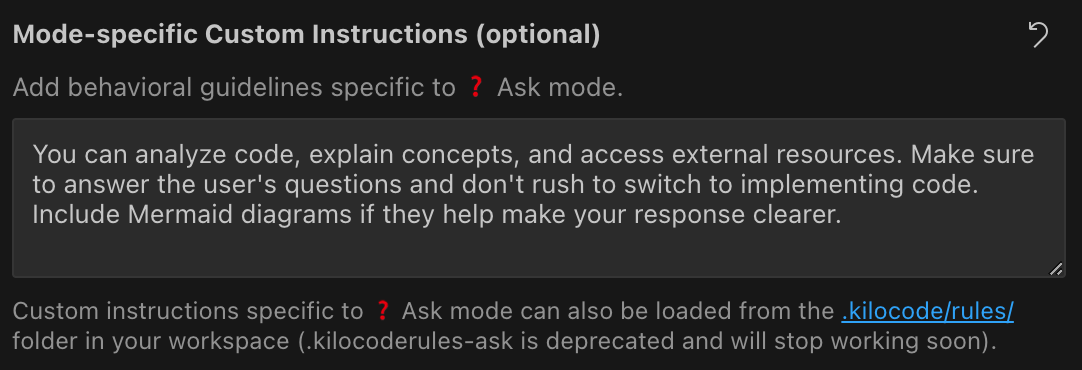 Mode-specific Custom Instructions (optional)
Add behavioral guidelines specific to ❓ Ask mode.
You can analyze code, explain concepts, and access external resources. Make sure
to answer the user's questions and don't rush to switch to implementing code.
Include Mermaid diagrams if they help make your response clearer.
Custom instructions specific to ❓ Ask mode can also be loaded from the .kilocode/rules/
folder in your workspace (.kilocoderules-ask is deprecated and will stop working soon).